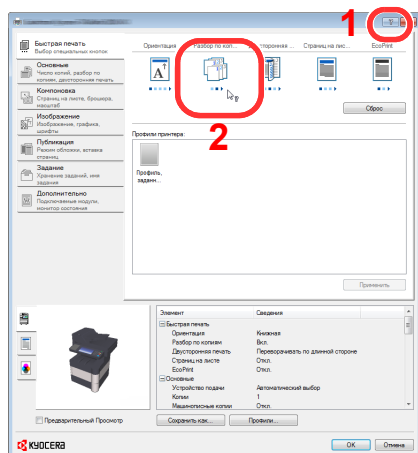 1
?
Быстрая печать
Выбор специальных кнопок
Ориентация
Разбор по коп...
Двусторонняя ...
Страниц на лис...
EcoPrint
Основные
Число копий, разбор по
копиям, двусторонняя печать
Компоновка
Страниц на листе, брошюра,
масштаб
Сброс
2
Изображение
Изображение, графика,
шрифты
Профили принтера:
Публикация
Режим обложки, вставка
страниц
Задание
Хранение заданий, имя
задания
Профиль,
заданн...
Дополнительно
Подключаемые модули,
монитор состояния
Применить
Элемент Сведения
Быстрая печать
Ориентация Книжная
Разбор по копиям Вкл.
Двусторонняя печать Переворачивать по длинной стороне
Страниц на листе Откл.
EcoPrint Откл.
Основные
Устройство подачи Автоматический выбор
Копии 1
Машинописные копии Откл.
Предварительный Просмотр
Сохранить как...
Профили...
KYOCERA
OK
Отмена